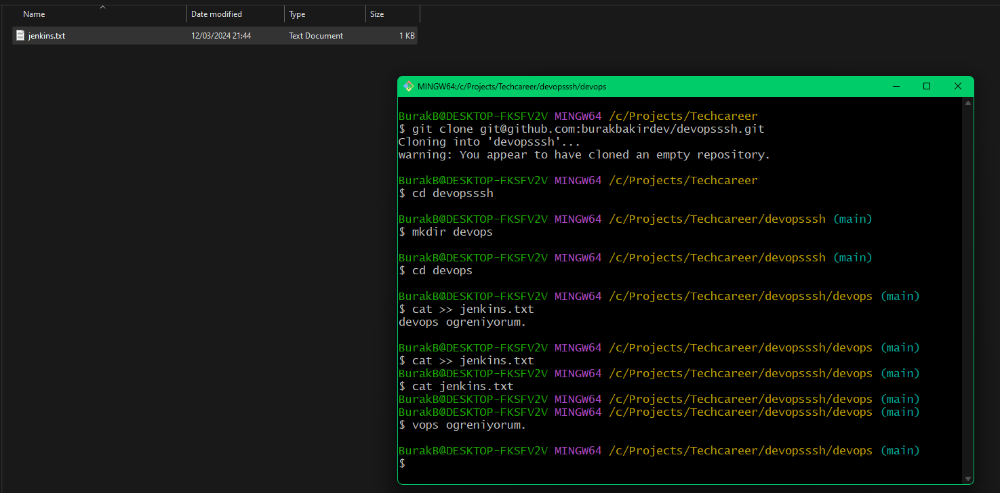 Name Date modified Type Size
jenkins.txt 12/03/2024 21:44 Text Document 1 KB
MINGW64:/c/Projects/Techcareer/devopsssh/devops
BurakB@DESKTOP-FKSFV2V MINGW64 /c/Projects/Techcareer
$ git clone git@github.com:burakbakirdev/devopsssh.git
Cloning into 'devopsssh'...
warning: You appear to have cloned an empty repository.
BurakB@DESKTOP-FKSFV2V MINGW64 /c/Projects/Techcareer
$ cd devopsssh
BurakB@DESKTOP-FKSFV2V MINGW64 /c/Projects/Techcareer/devopsssh (main)
$ mkdir devops
BurakB@DESKTOP-FKSFV2V MINGW64 /c/Projects/Techcareer/devopsssh (main)
$ cd devops
BurakB@DESKTOP-FKSFV2V MINGW64 /c/Projects/Techcareer/devopsssh/devops (main)
$ cat >> jenkins.txt
devops ogreniyorum.
BurakB@DESKTOP-FKSFV2V MINGW64 /c/Projects/Techcareer/devopsssh/devops (main)
$ cat >> jenkins.txt
BurakB@DESKTOP-FKSFV2V MINGW64 /c/Projects/Techcareer/devopsssh/devops (main)
$ cat jenkins.txt
BurakB@DESKTOP-FKSFV2V MINGW64 /c/Projects/Techcareer/devopsssh/devops (main)
BurakB@DESKTOP-FKSFV2V MINGW64 /c/Projects/Techcareer/devopsssh/devops (main)
$ vops ogreniyorum.
BurakB@DESKTOP-FKSFV2V MINGW64 /c/Projects/Techcareer/devopsssh/devops (main)
$